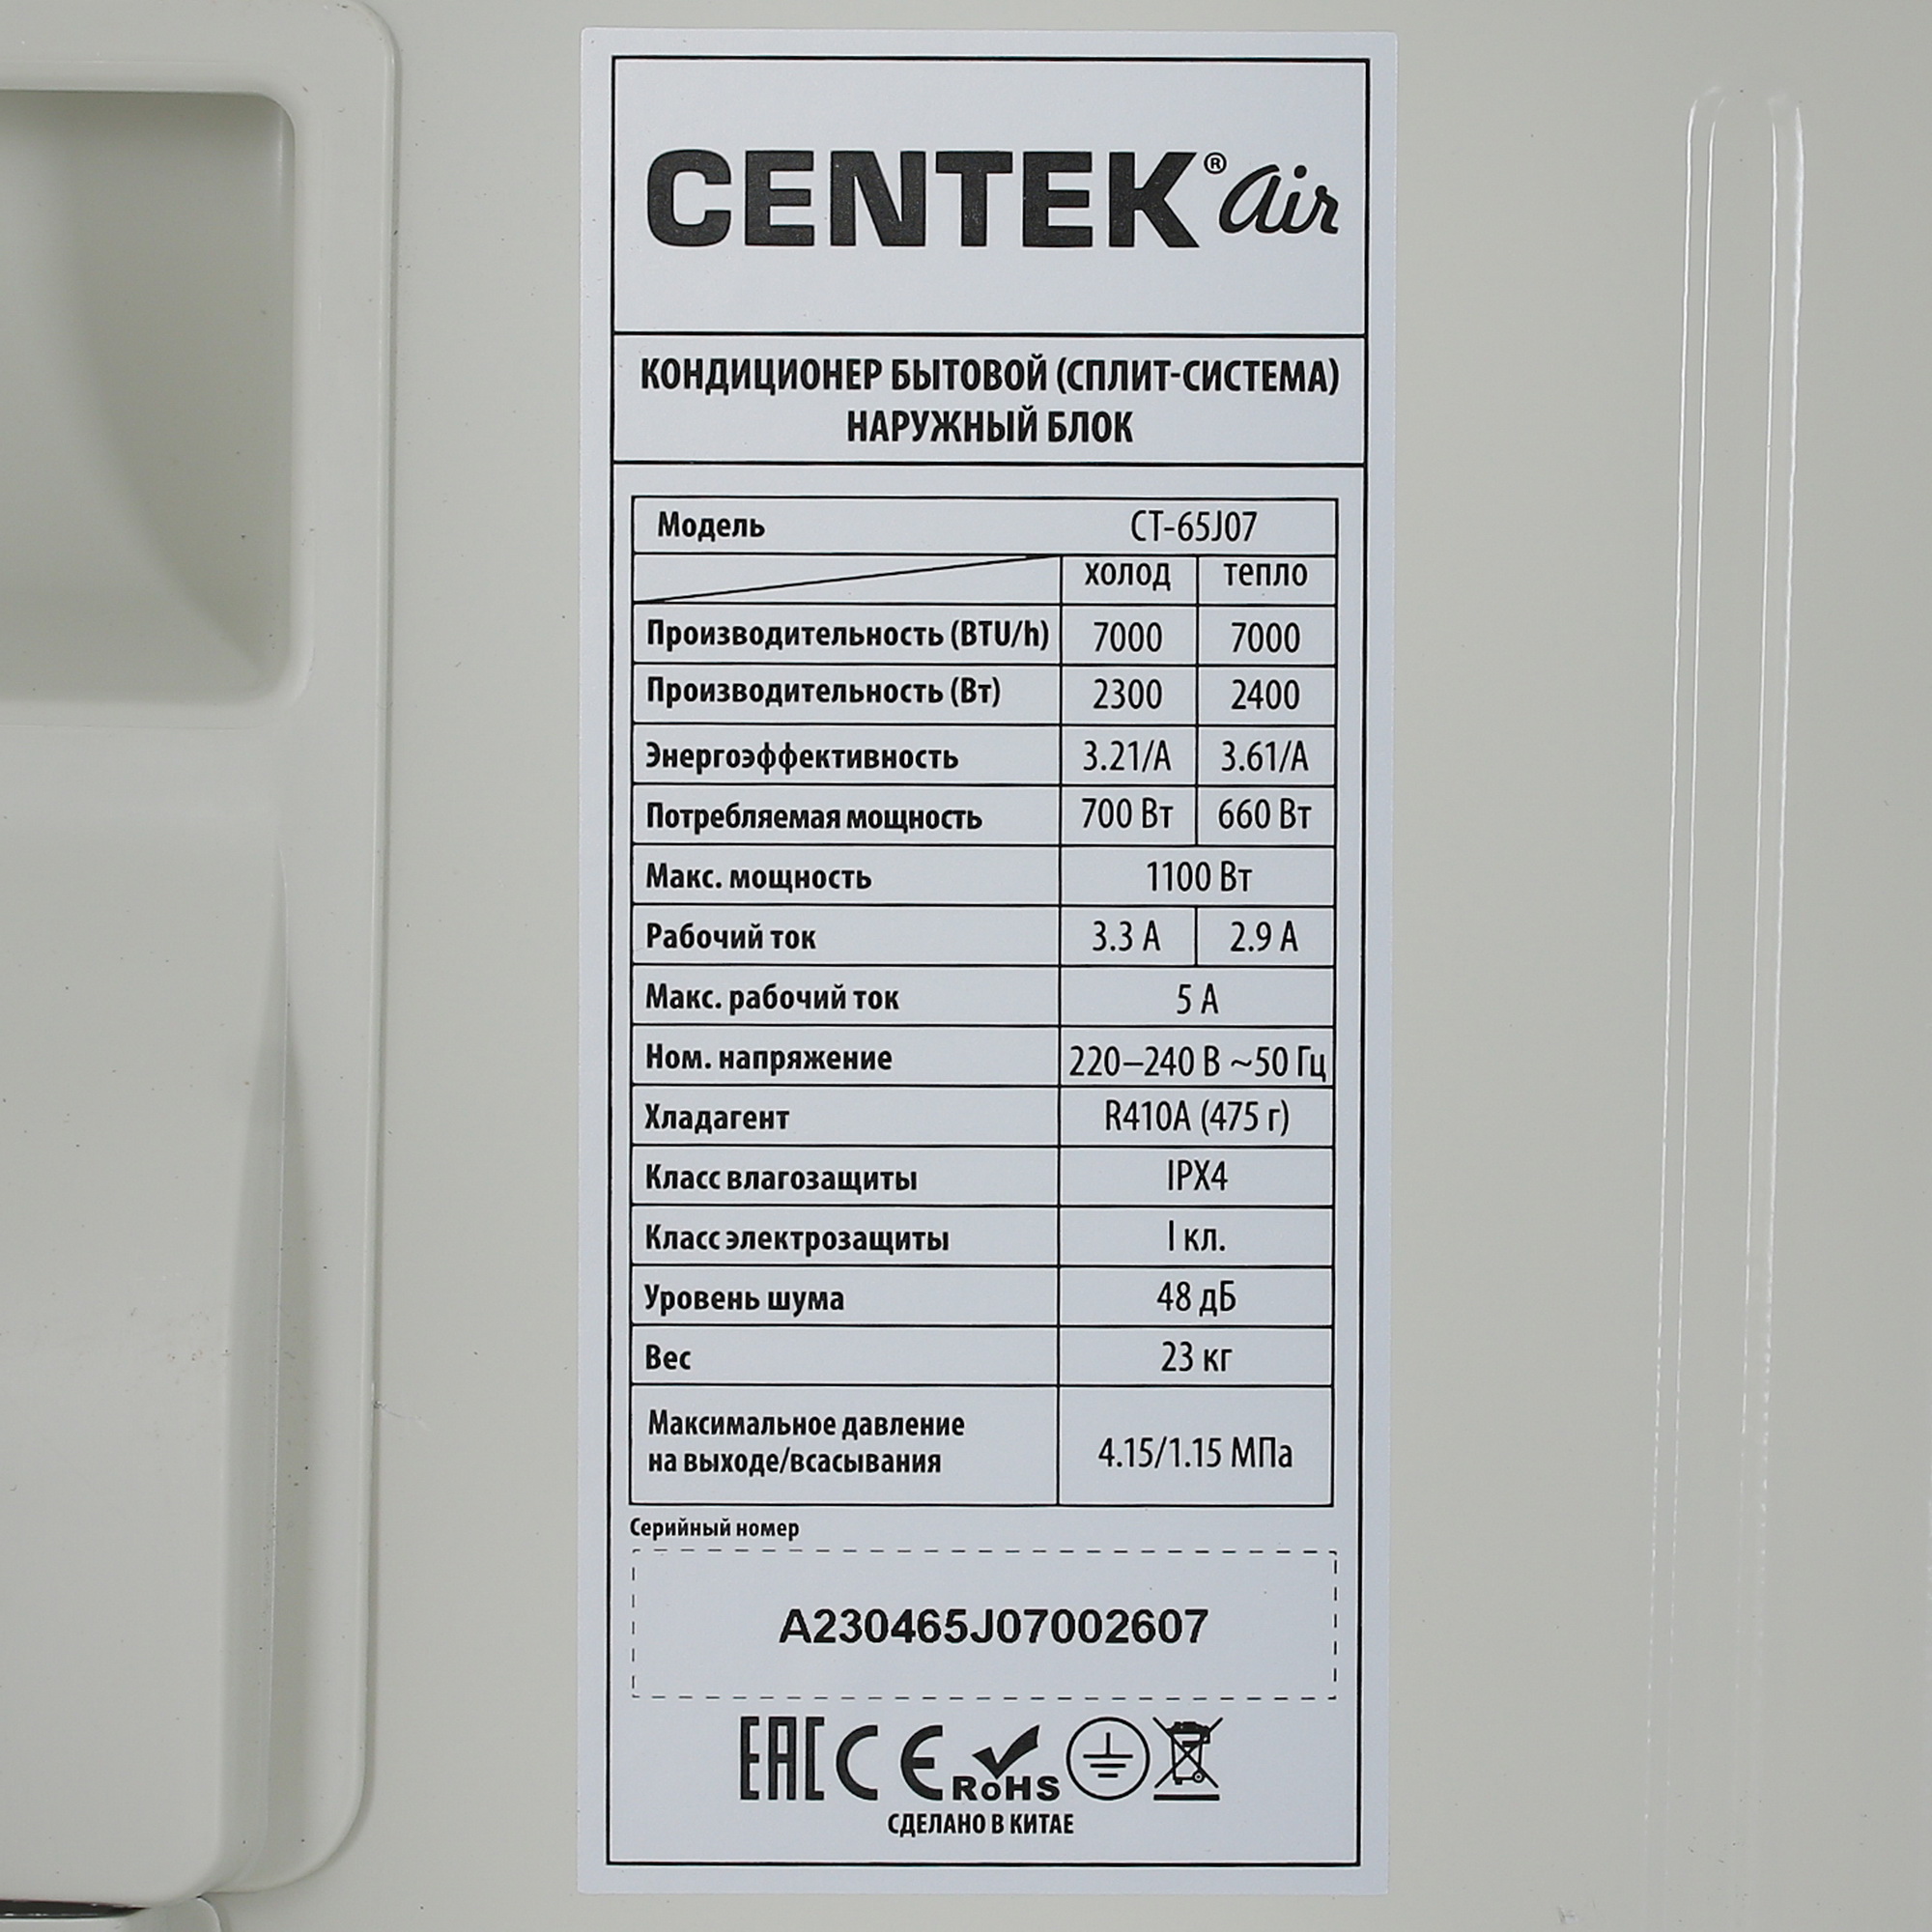 CENTEK® air
КОНДИЦИОНЕР БЫТОВОЙ (СПЛИТ-СИСТЕМА)
НАРУЖНЫЙ БЛОК
Модель CT-65J07
холод тепло
Производительность (BTU/h) 7000 7000
Производительность (Вт) 2300 2400
Энергоэффективность 3.21/A 3.61/A
Потребляемая мощность 700 Вт 660 Вт
Макс. мощность 1100 Вт
Рабочий ток 3.3 А 2.9 А
Макс. рабочий ток 5 А
Ном. напряжение 220–240 В ~50 Гц
Хладагент R410A (475 г)
Класс влагозащиты IPX4
Класс электрозащиты I кл.
Уровень шума 48 дБ
Вес 23 кг
Максимальное давление
на выходе/всасывания 4.15/1.15 МПа
Серийный номер
A230465J07002607
EAC CE RoHS
СДЕЛАНО В КИТАЕ